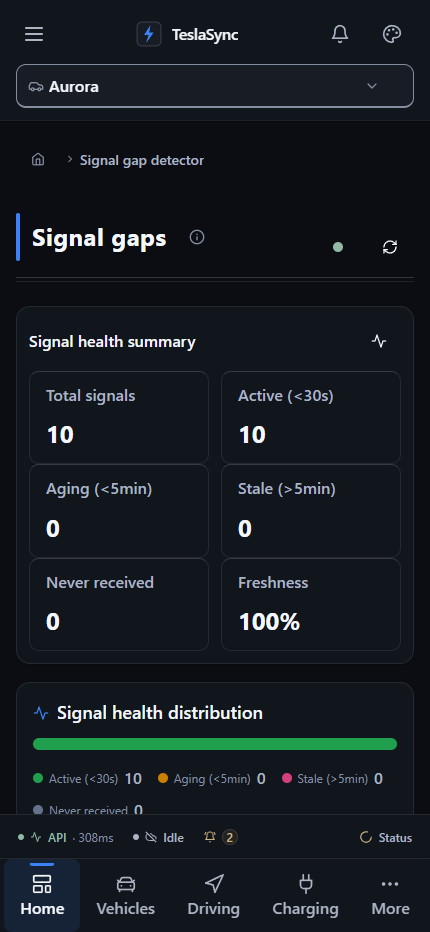 TeslaSync
Aurora
Signal gap detector
Signal gaps
Signal health summary
Total signals
10
Active (<30s)
10
Aging (<5min)
0
Stale (>5min)
0
Never received
0
Freshness
100%
Signal health distribution
Active (<30s) 10 Aging (<5min) 0 Stale (>5min) 0
Never received 0
API · 308ms Idle 2 Status
Home Vehicles Driving Charging More